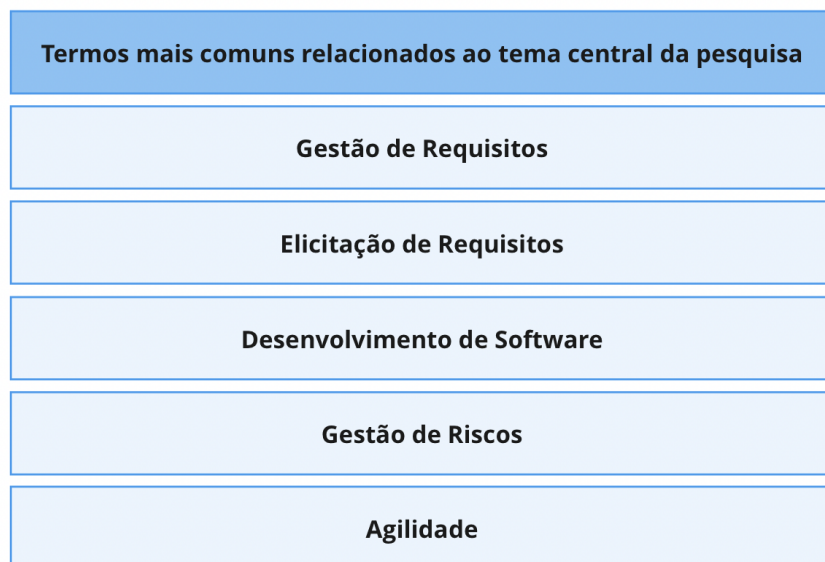 Termos mais comuns relacionados ao tema central da pesquisa
Gestão de Requisitos
Elicitação de Requisitos
Desenvolvimento de Software
Gestão de Riscos
Agilidade